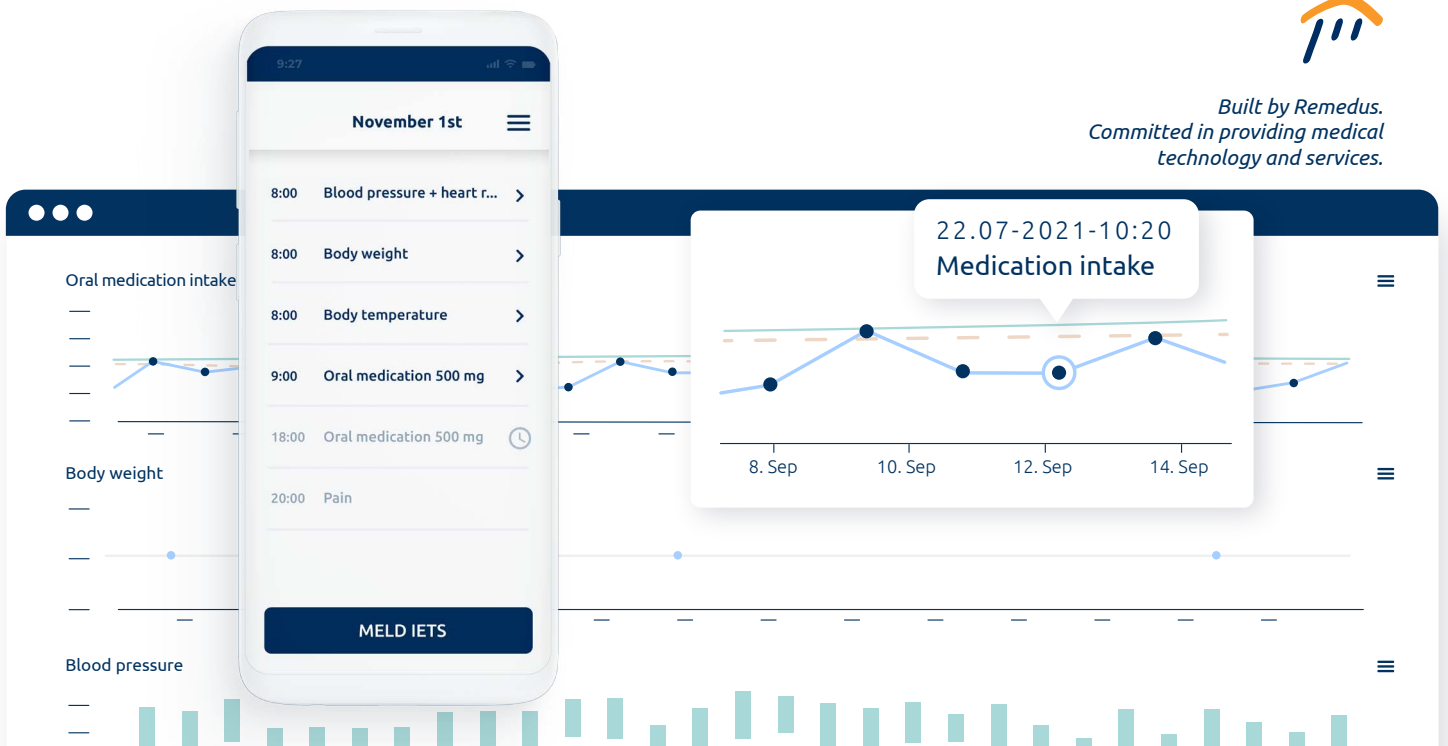 Built by Remedus.
Committed in providing medical
technology and services.
9:27
November 1st
8:00 Blood pressure + heart r...
8:00 Body weight
8:00 Body temperature
9:00 Oral medication 500 mg
18:00 Oral medication 500 mg
20:00 Pain
MELD IETS
Oral medication intake
Body weight
Blood pressure
22.07-2021-10:20
Medication intake
8. Sep 10. Sep 12. Sep 14. Sep